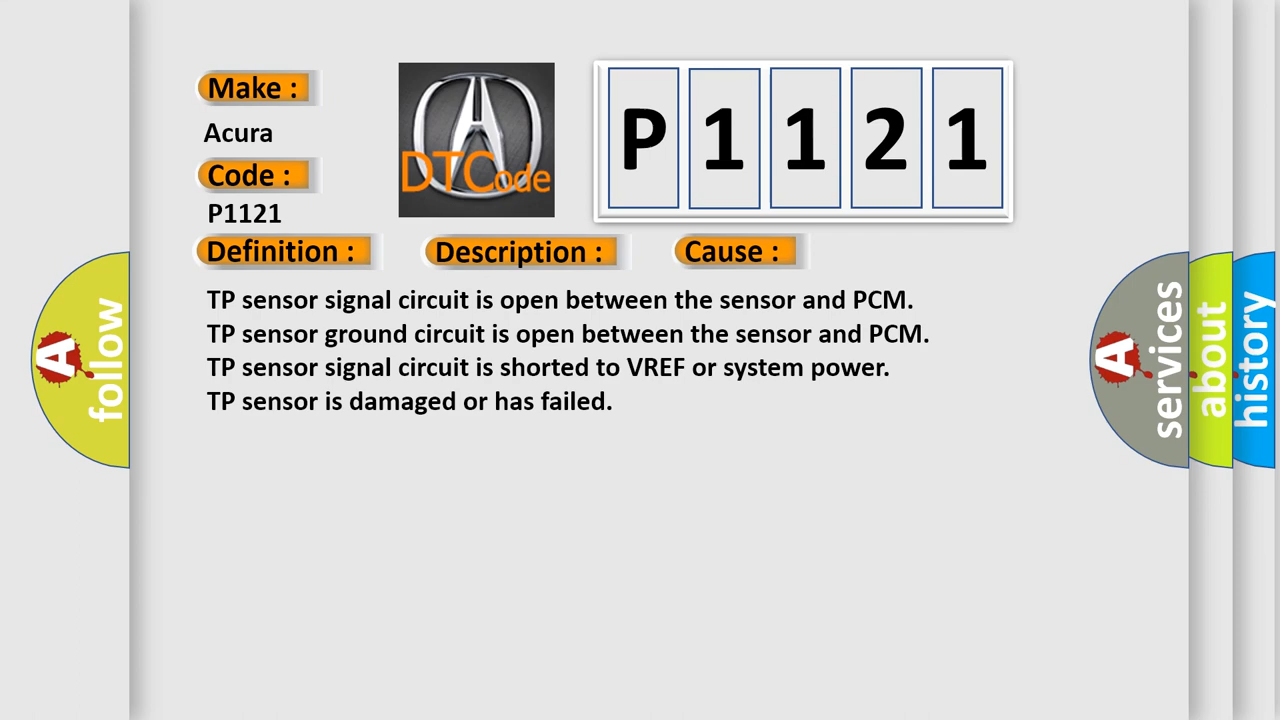 Make :
Acura
Code :
P1121
DTCode
P 1 1 2 1
Definition :
Description :
Cause :
TP sensor signal circuit is open between the sensor and PCM.
TP sensor ground circuit is open between the sensor and PCM.
TP sensor signal circuit is shorted to VREF or system power.
TP sensor is damaged or has failed.
A follow
A services
about
history